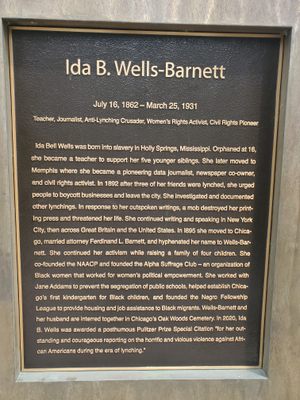 Ida B. Wells-Barnett
July 16, 1862 – March 25, 1931
Teacher, Journalist, Anti-Lynching Crusader, Women's Rights Activist, Civil Rights Pioneer
Ida Bell Wells was born into slavery in Holly Springs, Mississippi. Orphaned at 16,
she became a teacher to support her five younger siblings. She later moved to
Memphis where she became a pioneering data journalist, newspaper co-owner,
and civil rights activist. In 1892 after three of her friends were lynched, she urged
people to boycott businesses and leave the city. She investigated and documented
other lynchings. In response to her outspoken writings, a mob destroyed her print-
ing press and threatened her life. She continued writing and speaking in New York
City, then across Great Britain and the United States. In 1895 she moved to Chica-
go, married attorney Ferdinand L. Barnett, and hyphenated her name to Wells-Bar-
nett. She continued her activism while raising a family of four children. She
co-founded the NAACP and founded the Alpha Suffrage Club – an organization of
Black women that worked for women's political empowerment. She worked with
Jane Addams to prevent the segregation of public schools, helped establish Chica-
go's first kindergarten for Black children, and founded the Negro Fellowship
League to provide housing and job assistance to Black migrants. Wells-Barnett and
her husband are interred together in Chicago's Oak Woods Cemetery. In 2020, Ida
B. Wells was awarded a posthumous Pulitzer Prize Special Citation "for her out-
standing and courageous reporting on the horrific and vicious violence against Afri-
can Americans during the era of lynching."